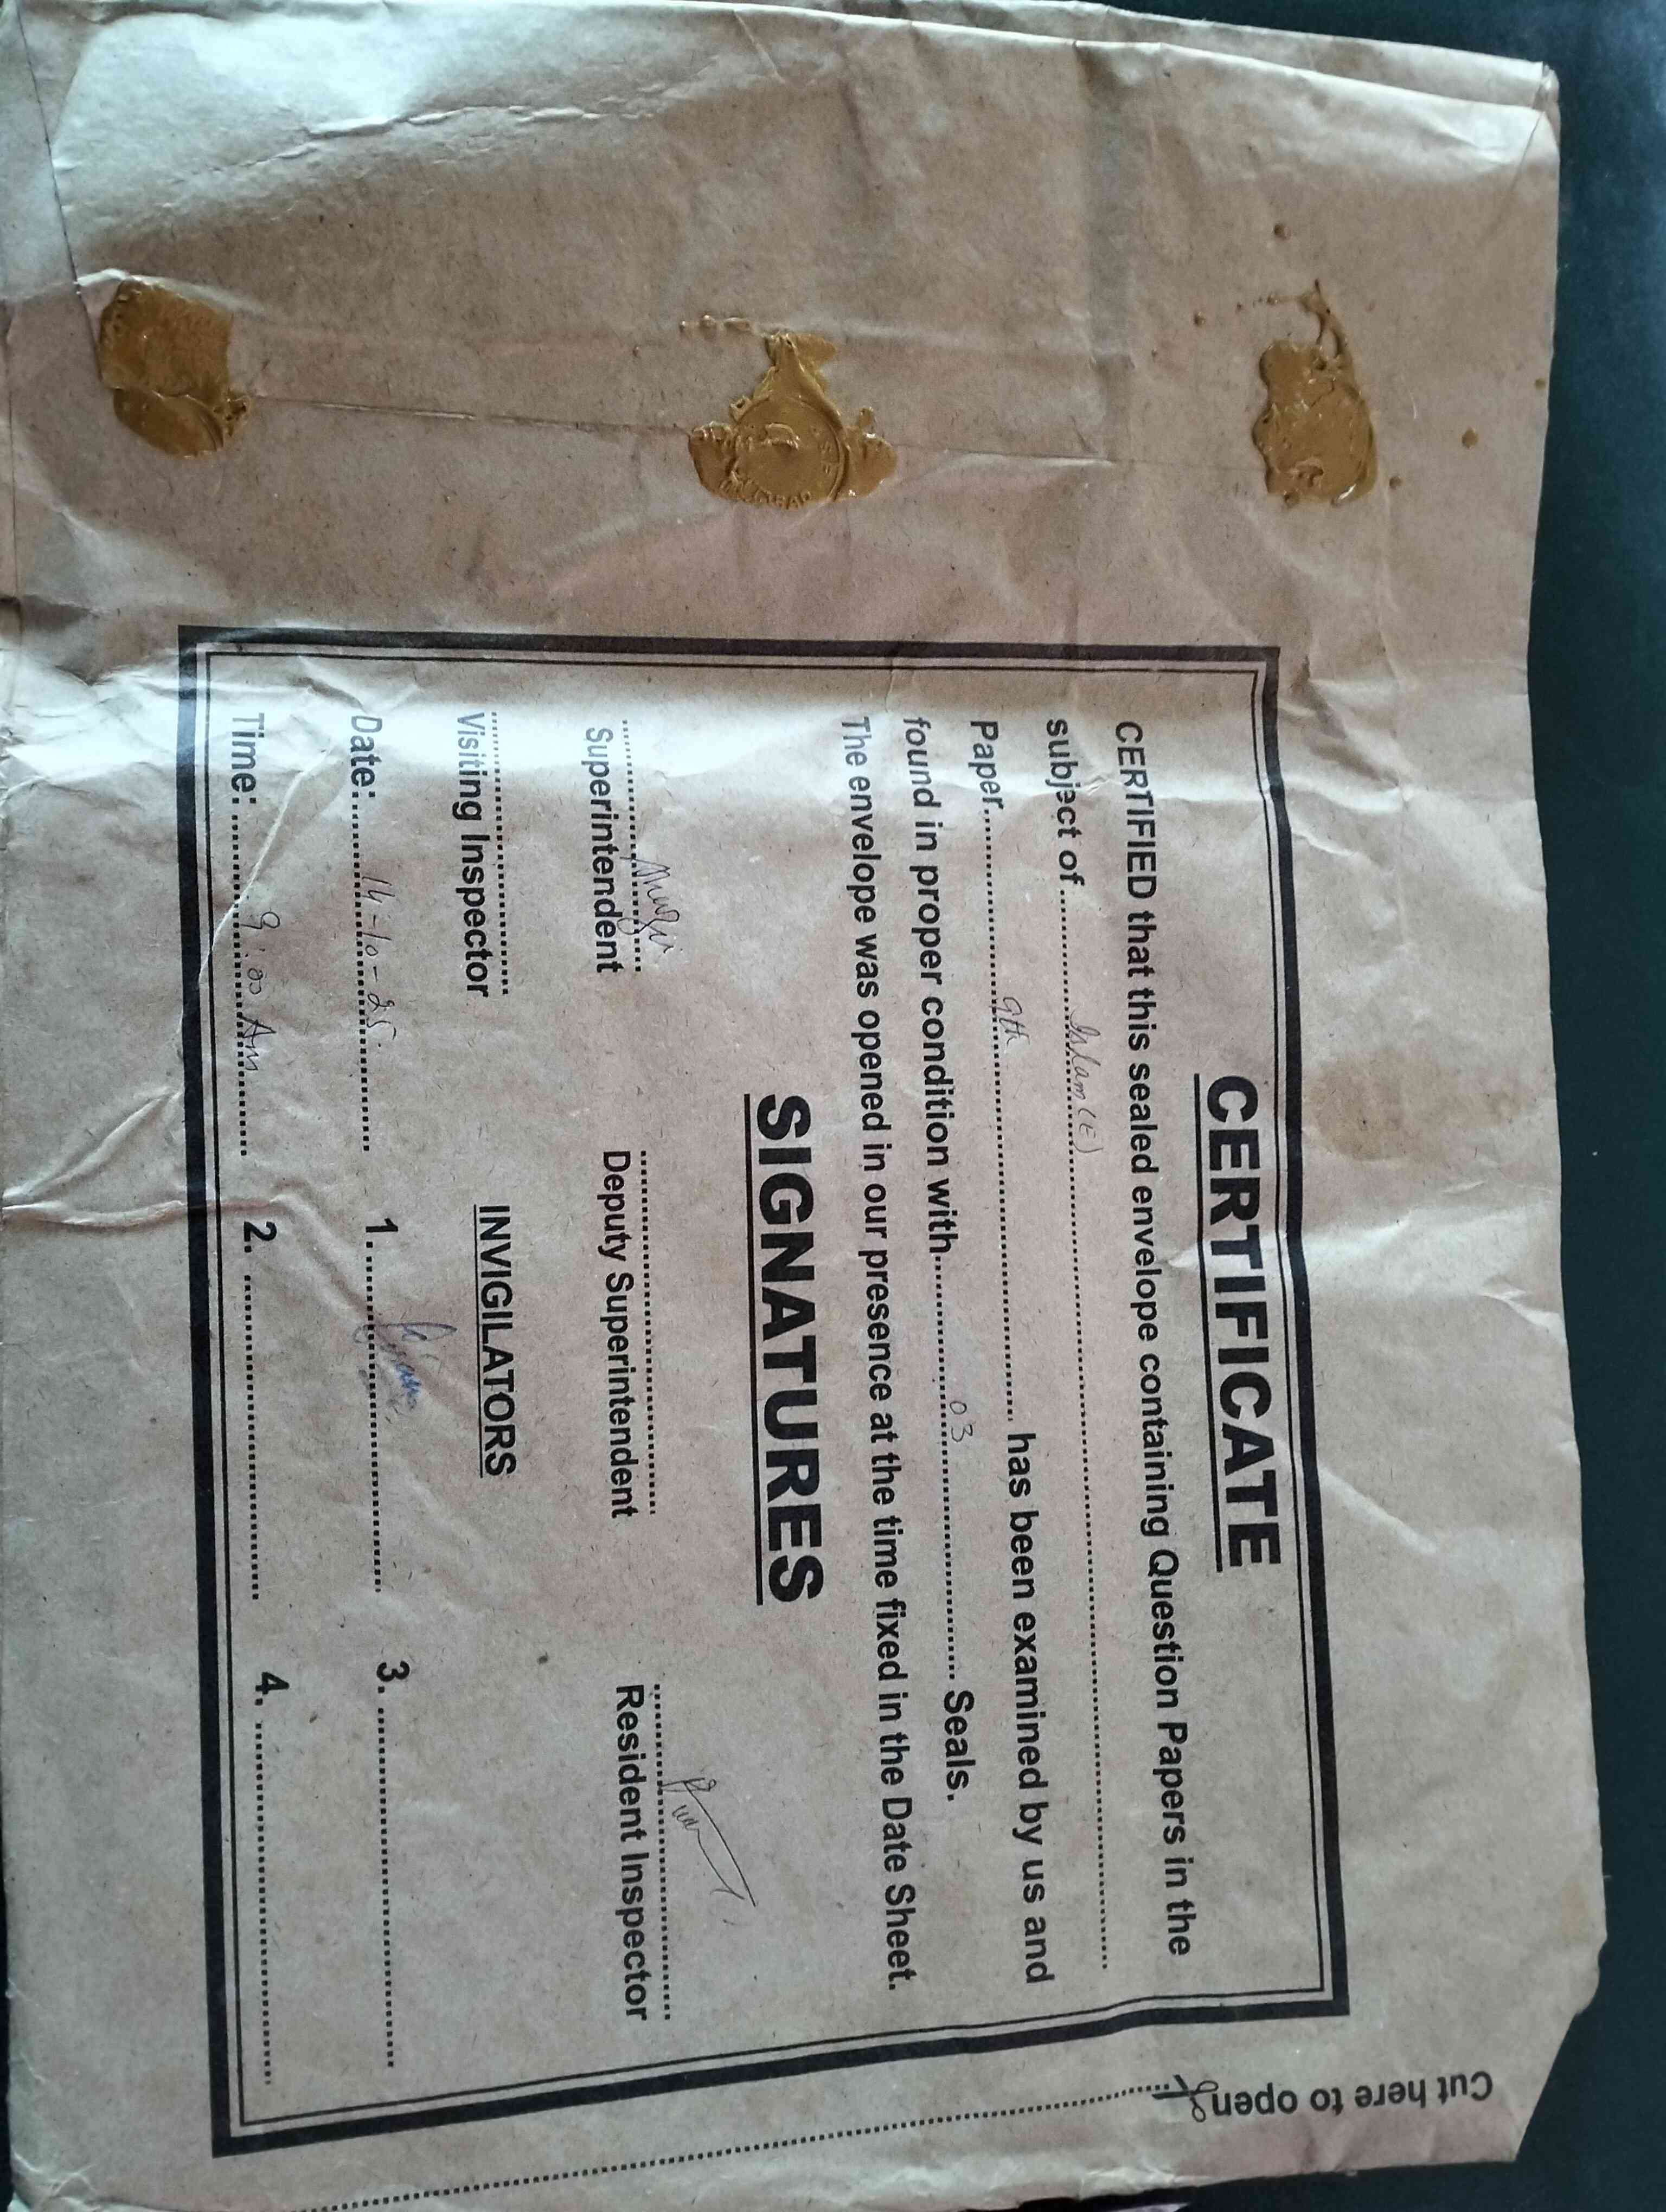 CERTIFICATE
CERTIFIED that this sealed envelope containing Question Papers in the
subject of.......Islam (E)..............
Paper.......9th.............. has been examined by us and
found in proper condition with.......03.............. Seals.
The envelope was opened in our presence at the time fixed in the Date Sheet.
SIGNATURES
Superintendent Deputy Superintendent Resident Inspector
Visiting Inspector INVIGILATORS
Date:.......14-10-25....... 1............... 3...............
Time:.......9:00 Am....... 2. ............... 4. ...............
Cut here to open